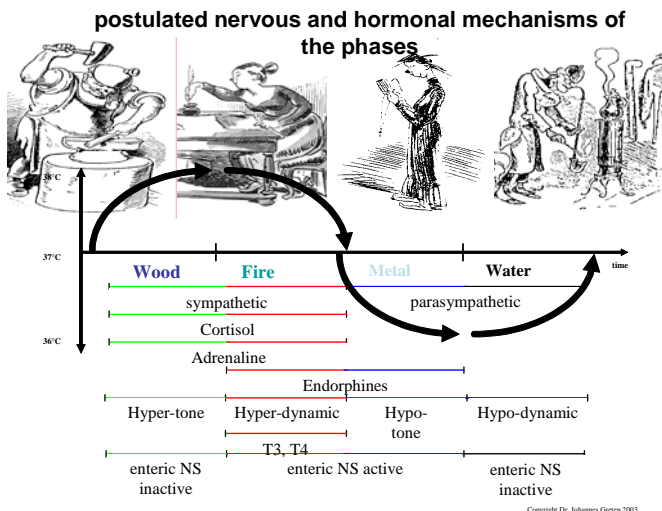 postulated nervous and hormonal mechanisms of
the phases
38°C
37°C
Wood Fire Metal Water time
sympathetic parasympathetic
Cortisol
36°C
Adrenaline
Endorphines
Hyper-tone Hyper-dynamic Hypo- Hypo-dynamic
tone
T3, T4
enteric NS enteric NS active enteric NS
inactive inactive
Copyright Dr. Johannes Greten 2003